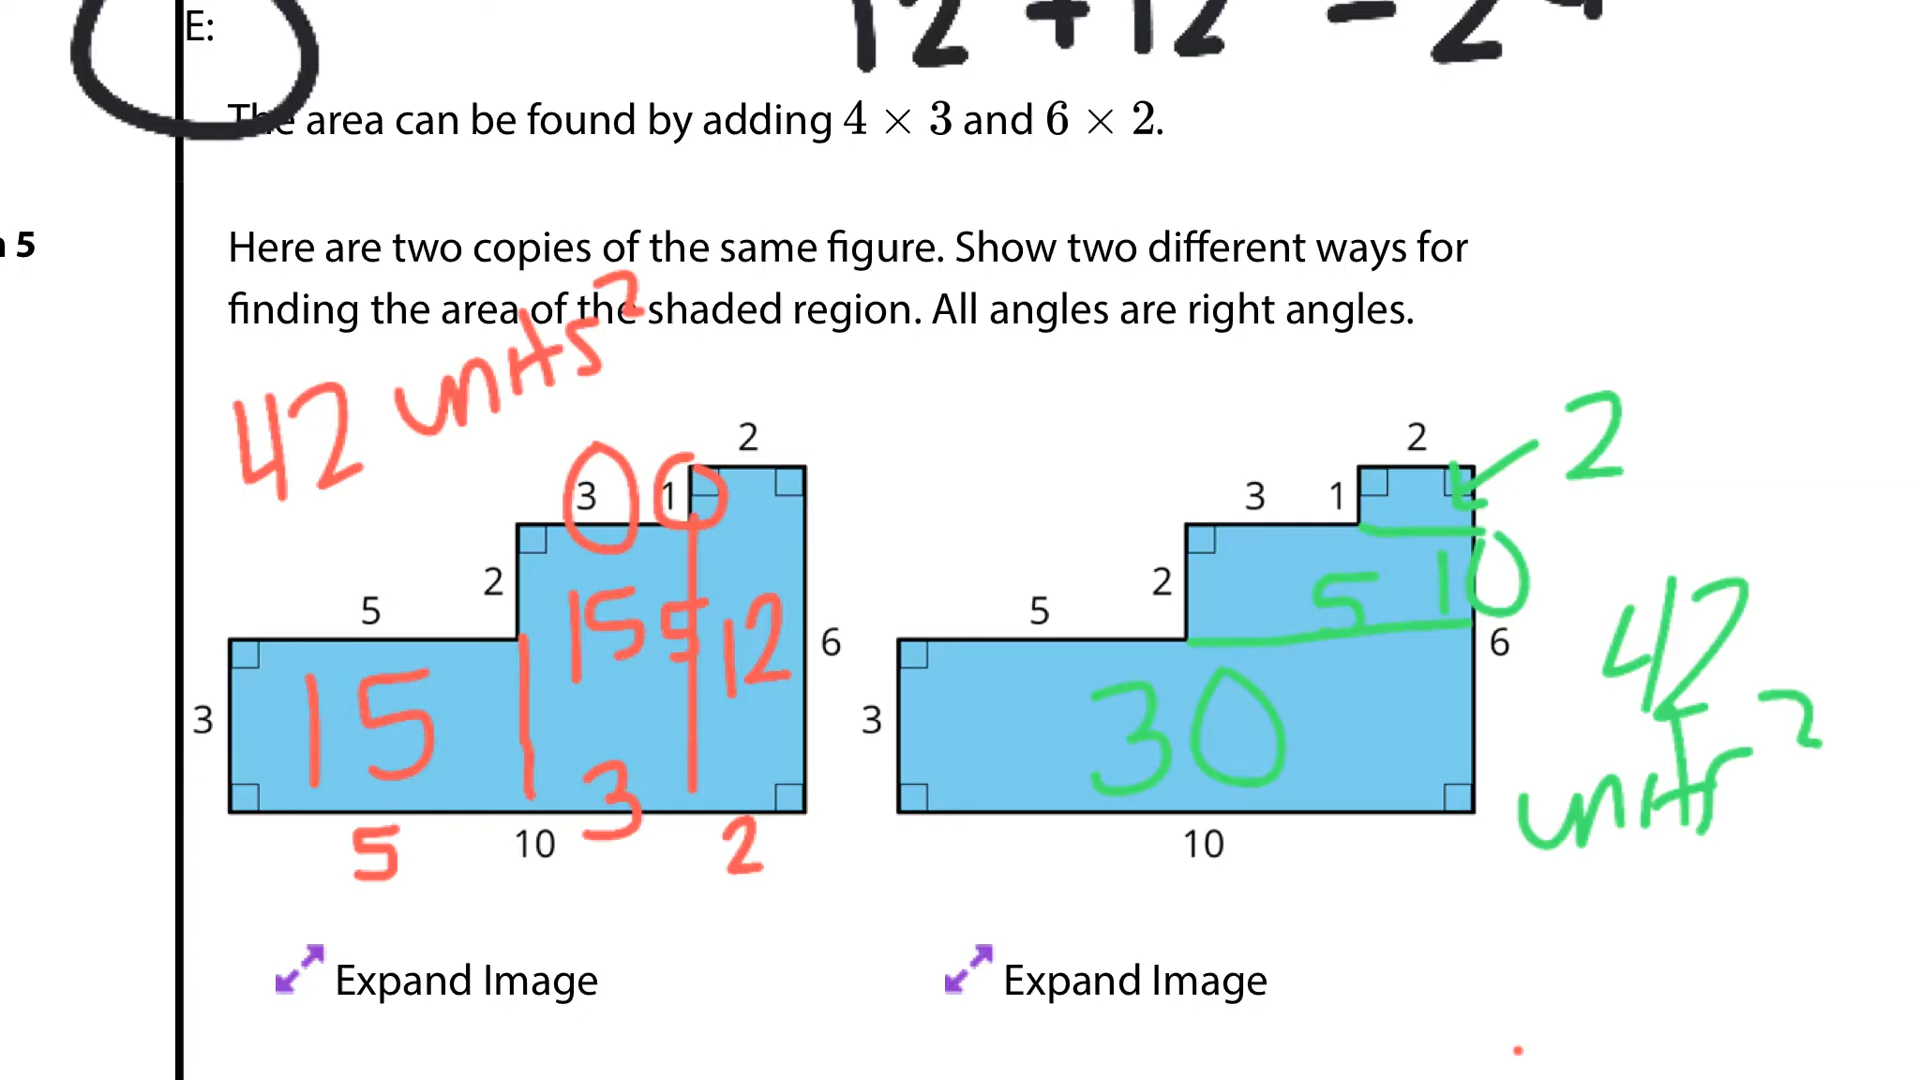 E:
12 + 12 = 24
The area can be found by adding 4 × 3 and 6 × 2.
5
Here are two copies of the same figure. Show two different ways for
finding the area of the shaded region. All angles are right angles.
42 units²
2
3 1
2
5
15 5 12
6
3
15
3
5 10 2
2
2
3 1
10
2
5
5
6
42
units²
3
30
10
Expand Image
Expand Image